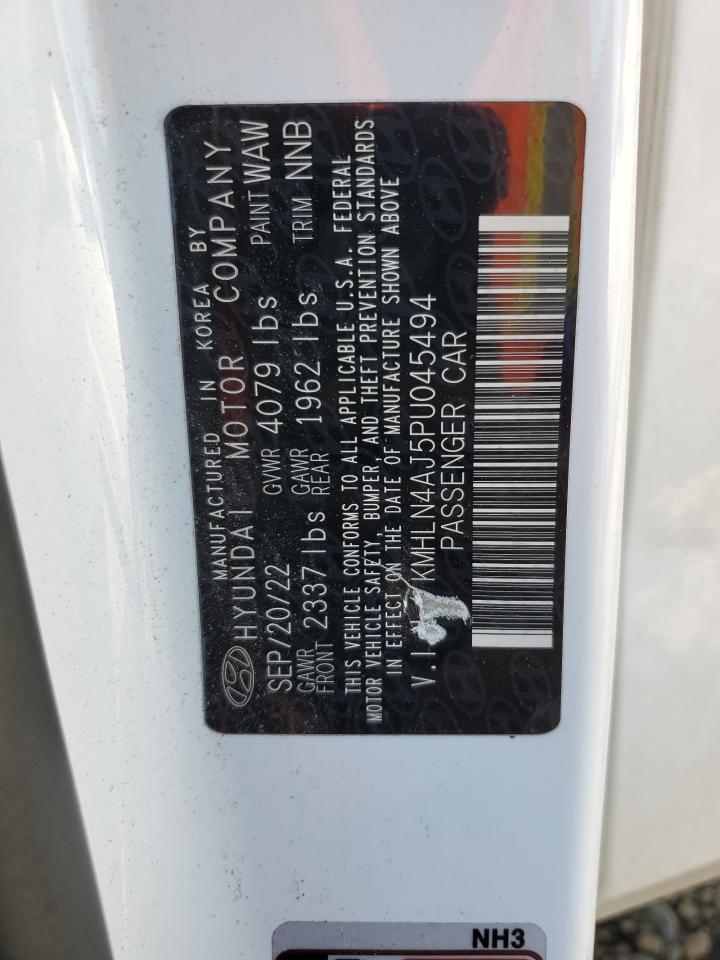 MANUFACTURED IN KOREA BY
HYUNDAI MOTOR COMPANY
SEP/20/22 GVWR 4079 lbs PAINT WAW
GAWR FRONT 2337 lbs GAWR REAR 1962 lbs TRIM NNB
THIS VEHICLE CONFORMS TO ALL APPLICABLE U.S.A. FEDERAL
MOTOR VEHICLE SAFETY, BUMPER, AND THEFT PREVENTION STANDARDS
IN EFFECT ON THE DATE OF MANUFACTURE SHOWN ABOVE
V.I KMHLN4AJ5PU045494
PASSENGER CAR
NH3